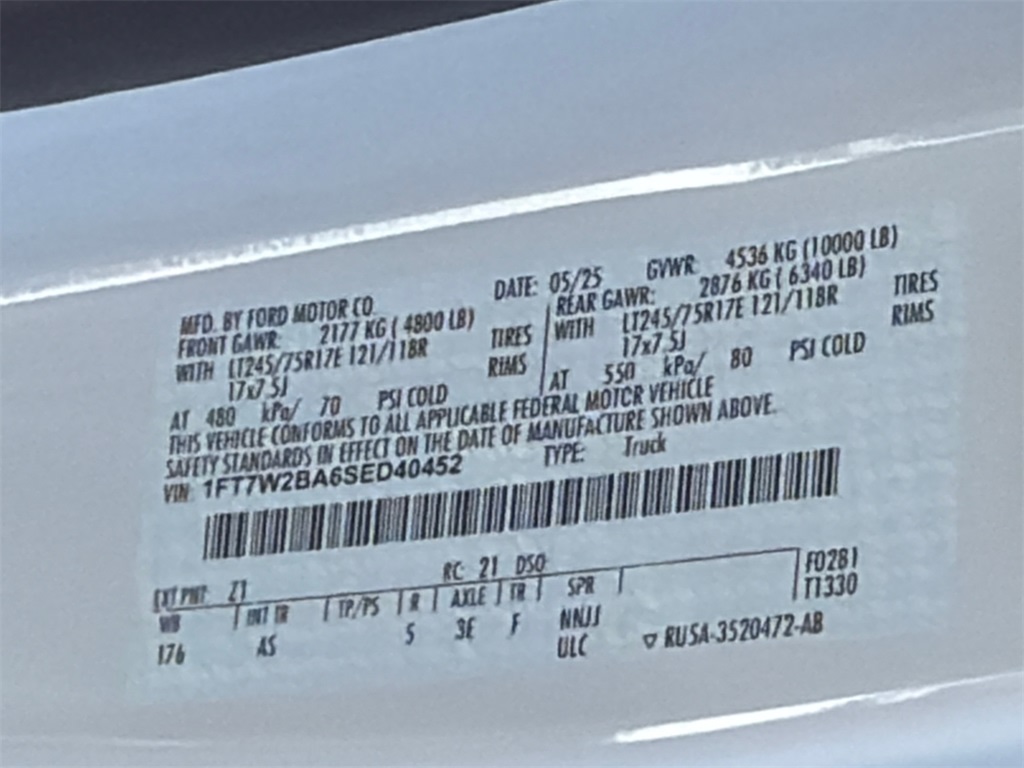 MFD. BY FORD MOTOR CO.
DATE: 05/25 GVWR: 4536 KG (10000 LB)
FRONT GAWR: 2177 KG ( 4800 LB)
REAR GAWR: 2876 KG ( 6340 LB)
WITH LT245/75R17E 121/118R TIRES
WITH LT245/75R17E 121/118R TIRES
17x7.5J RIMS
17x7.5J RIMS
AT 480 kPa/ 70 PSI COLD
AT 550 kPa/ 80 PSI COLD
THIS VEHICLE CONFORMS TO ALL APPLICABLE FEDERAL MOTOR VEHICLE
SAFETY STANDARDS IN EFFECT ON THE DATE OF MANUFACTURE SHOWN ABOVE.
VIN: 1FT7W2BA6SED40452 TYPE: Truck
EXT PNT: Z1 RC: 21 DSO:
WB INT TR TP/PS R AXLE TR SPR
176 AS 5 3E F NNJJ
ULC
F0281
T1330
▽ RUSA-3520472-AB